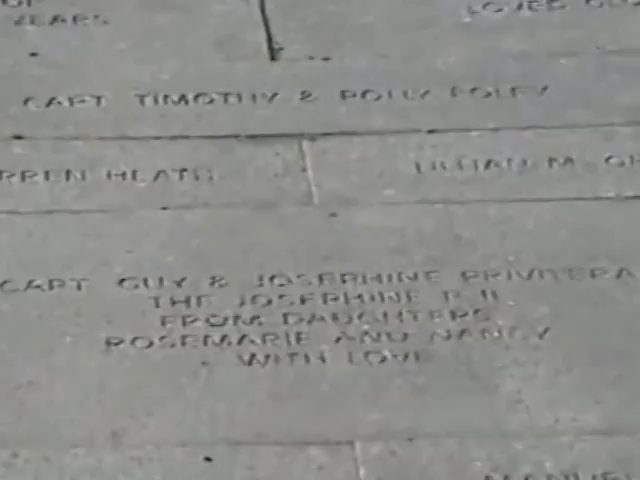 YEARS
CAPT TIMOTHY & POLLY FOLEY
HEATH
LILLIAN M.
CAPT GUY & JOSEPHINE PRIVITERA
THE JOSEPHINE P. II
FROM DAUGHTERS
ROSEMARIE AND NANCY
WITH LOVE